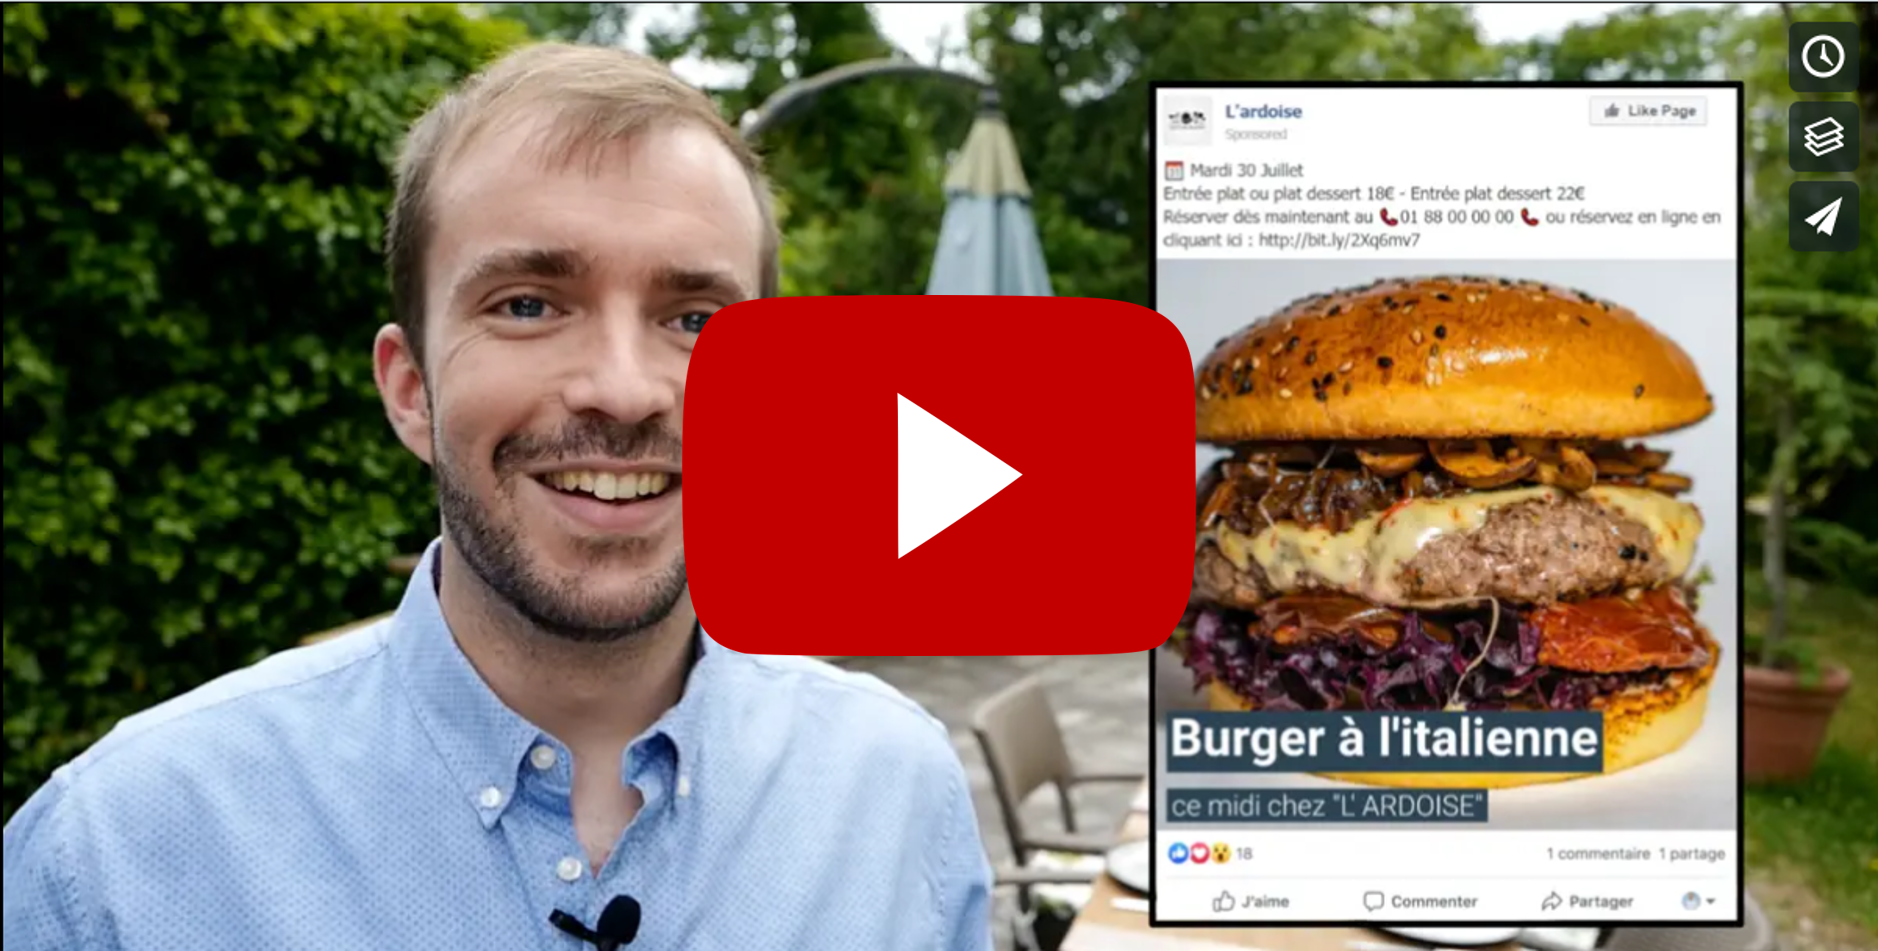 L'ardoise
Like Page
Sponsored
Mardi 30 Juillet
Entrée plat ou plat dessert 18€ - Entrée plat dessert 22€
Réserver dès maintenant au 01 88 00 00 00 ou réservez en ligne en
cliquant ici : http://bit.ly/2Xq6mv7
Burger à l'italienne
ce midi chez "L' ARDOISE"
18
1 commentaire 1 partage
J'aime
Commenter
Partager